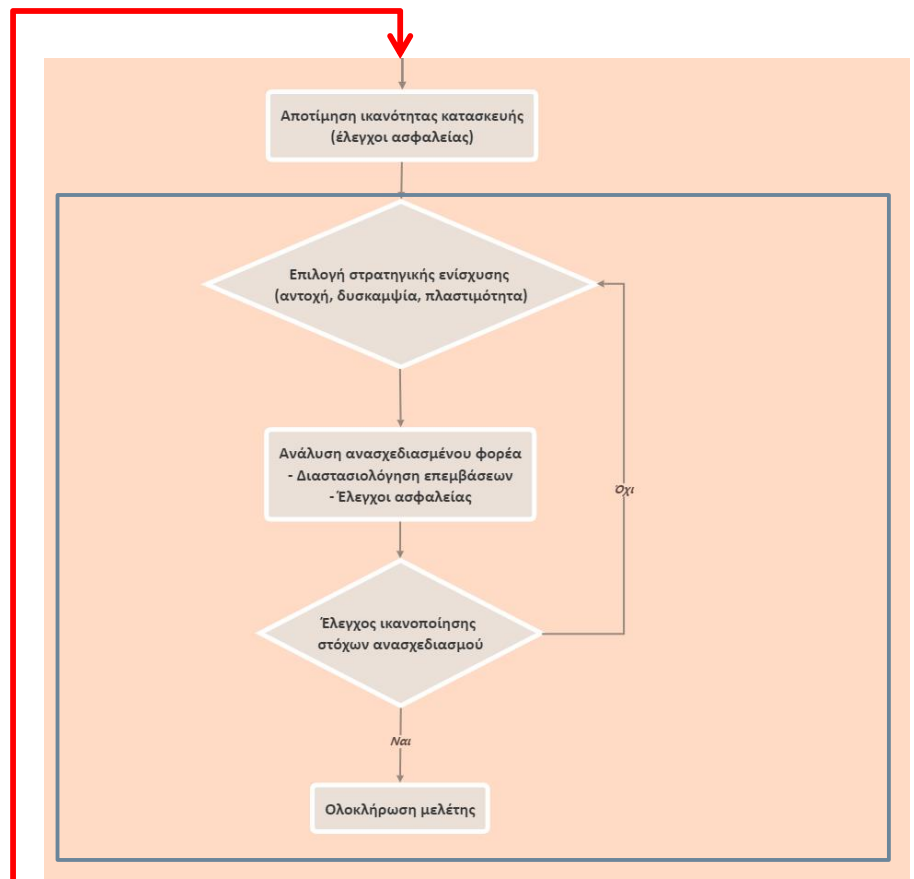 Αποτίμηση ικανότητας κατασκευής
(έλεγχοι ασφαλείας)
Επιλογή στρατηγικής ενίσχυσης
(αντοχή, δυσκαμψία, πλαστιμότητα)
Ανάλυση ανασχεδιασμένου φορέα
- Διαστασιολόγηση επεμβάσεων
- Έλεγχοι ασφαλείας
Όχι
Έλεγχος ικανοποίησης
στόχων ανασχεδιασμού
Ναι
Ολοκλήρωση μελέτης